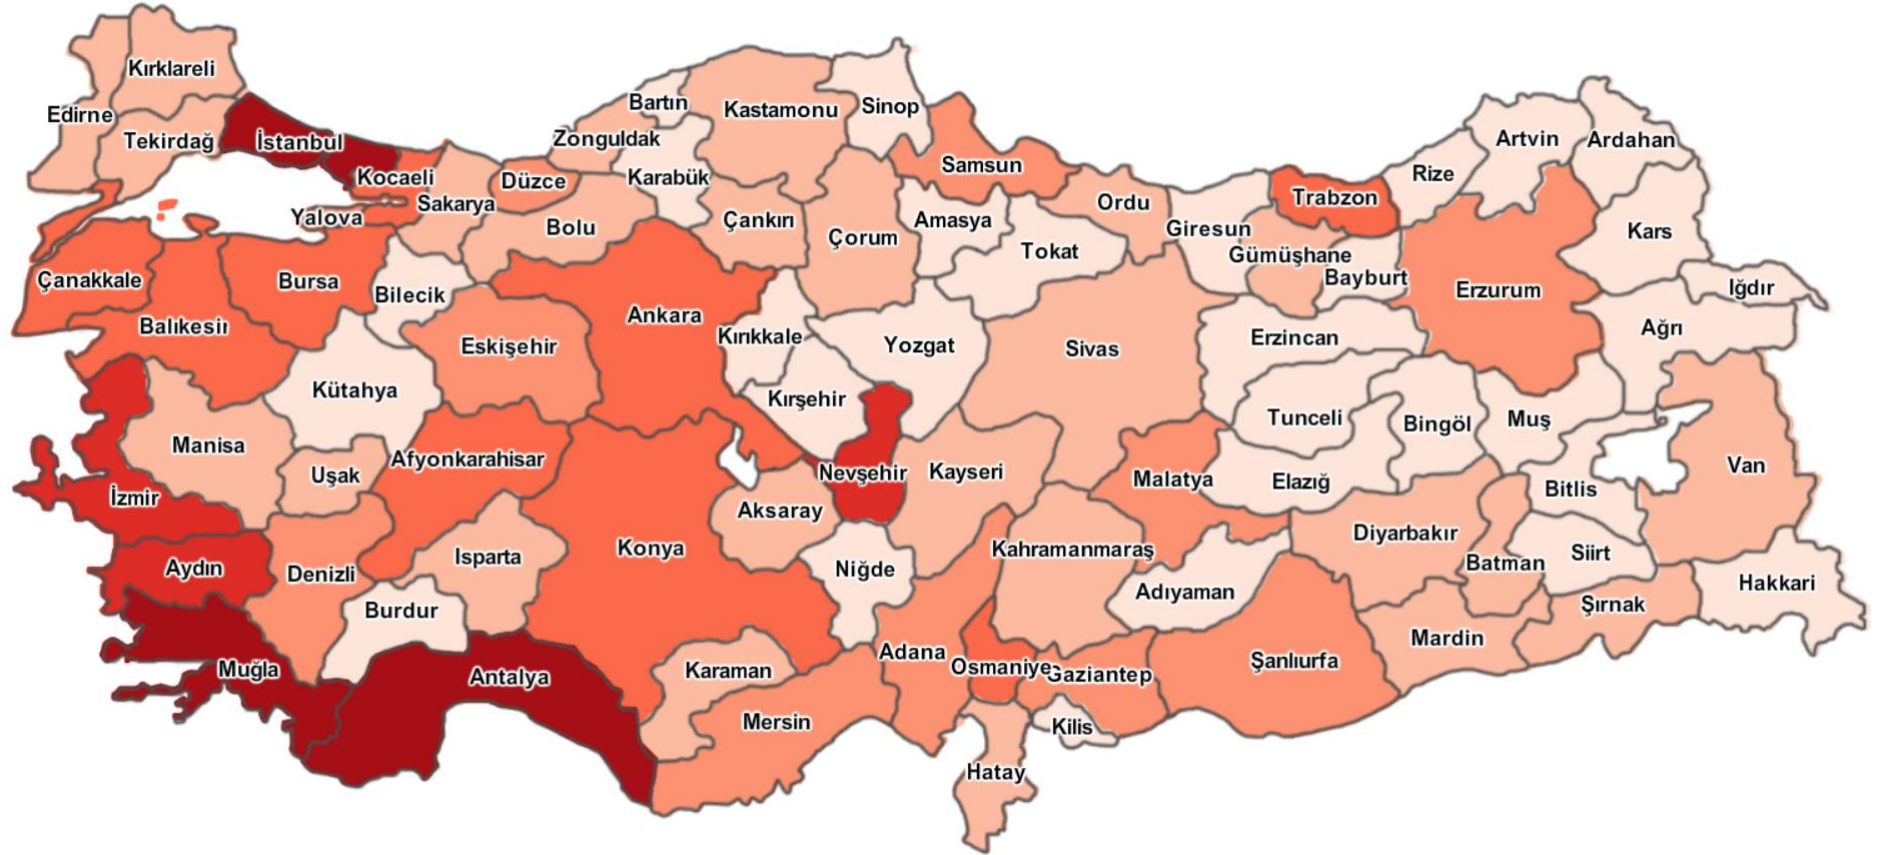 Kırklareli
Edirne
Tekirdağ
İstanbul
Kocaeli
Yalova
Sakarya
Düzce
Zonguldak
Bartın
Karabük
Kastamonu
Sinop
Samsun
Bolu
Çankırı
Çorum
Amasya
Tokat
Ordu
Giresun
Trabzon
Gümüşhane
Bayburt
Rize
Artvin
Ardahan
Kars
Iğdır
Ağrı
Erzurum
Erzincan
Çanakkale
Balıkesir
Bursa
Bilecik
Eskişehir
Ankara
Kırıkkale
Yozgat
Sivas
Kütahya
Kırşehir
Tunceli
Bingöl
Muş
Manisa
Uşak
Afyonkarahisar
Nevşehir
Kayseri
Malatya
Elazığ
Bitlis
Van
İzmir
Aksaray
Aydın
Denizli
Isparta
Konya
Niğde
Kahramanmaraş
Adıyaman
Diyarbakır
Batman
Siirt
Hakkari
Şırnak
Mardin
Burdur
Muğla
Antalya
Karaman
Mersin
Adana
Osmaniye
Gaziantep
Şanlıurfa
Kilis
Hatay